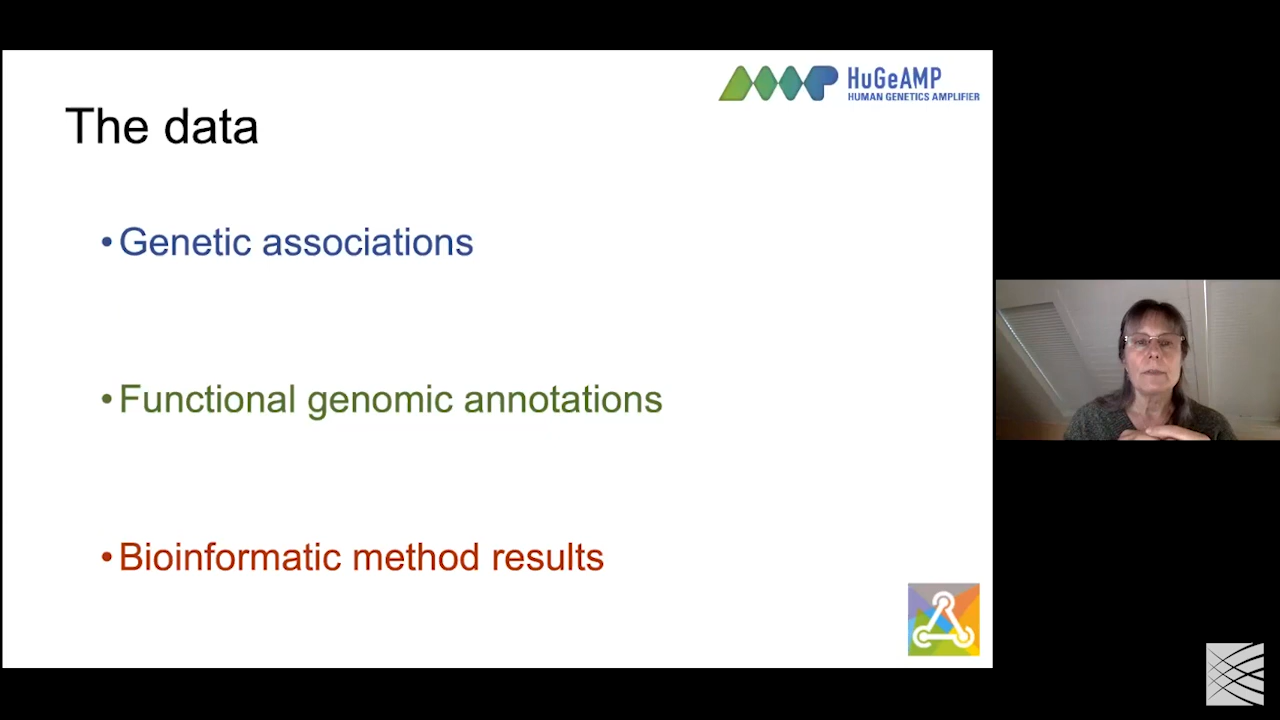 HuGeAMP
HUMAN GENETICS AMPLIFIER
The data
• Genetic associations
• Functional genomic annotations
• Bioinformatic method results